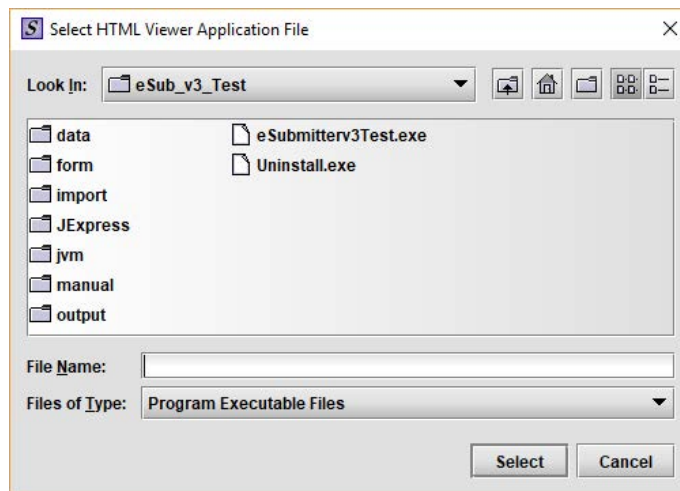 S Select HTML Viewer Application File
Look In: eSub_v3_Test
data
form
import
JExpress
jvm
manual
output
eSubmitterv3Test.exe
Uninstall.exe
File Name:
Files of Type: Program Executable Files
Select Cancel